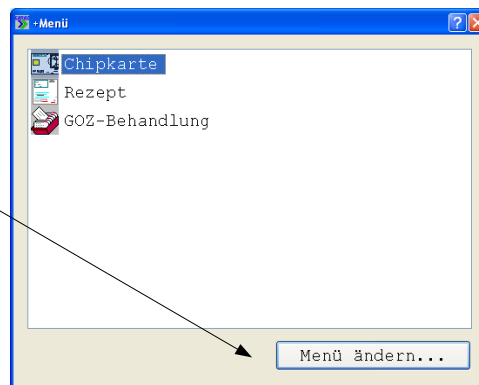 +Menü
Chipkarte
Rezept
GOZ-Behandlung
Menü ändern...